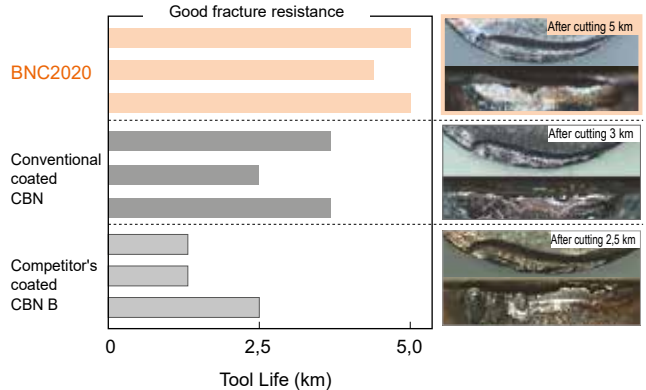 Good fracture resistance
After cutting 5 km
BNC2020
After cutting 3 km
Conventional
coated
CBN
After cutting 2,5 km
Competitor's
coated
CBN B
0
2,5
5,0
Tool Life (km)